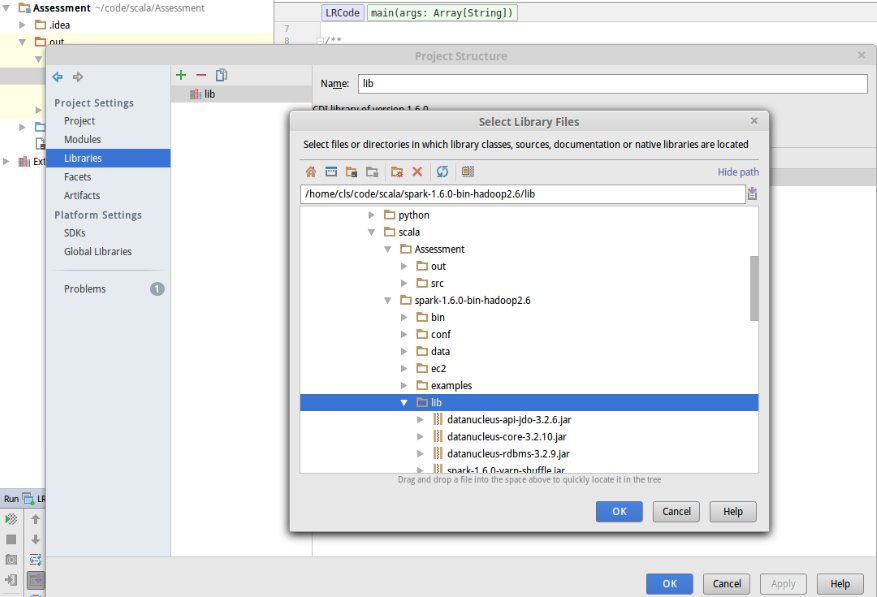 Assessment ~/code/scala/Assessment
LRCode main(args: Array[String])
.idea
7
out
8 /**
Project Structure
Project Settings
Project
Modules
Libraries
Facets
Artifacts
Platform Settings
SDKs
Global Libraries
Problems 1
Ext
lib
Name: lib
Select Library Files
Select files or directories in which library classes, sources, documentation or native libraries are located
Hide path
/home/cls/code/scala/spark-1.6.0-bin-hadoop2.6/lib
python
scala
Assessment
out
src
spark-1.6.0-bin-hadoop2.6
bin
conf
data
ec2
examples
lib
datanucleus-api-jdo-3.2.6.jar
datanucleus-core-3.2.10.jar
datanucleus-rdbms-3.2.9.jar
spark-1.6.0-yarn-shuffle.jar
Drag and drop a file into the space above to quickly locate it in the tree
OK Cancel Help
Run LR
OK Cancel Apply Help